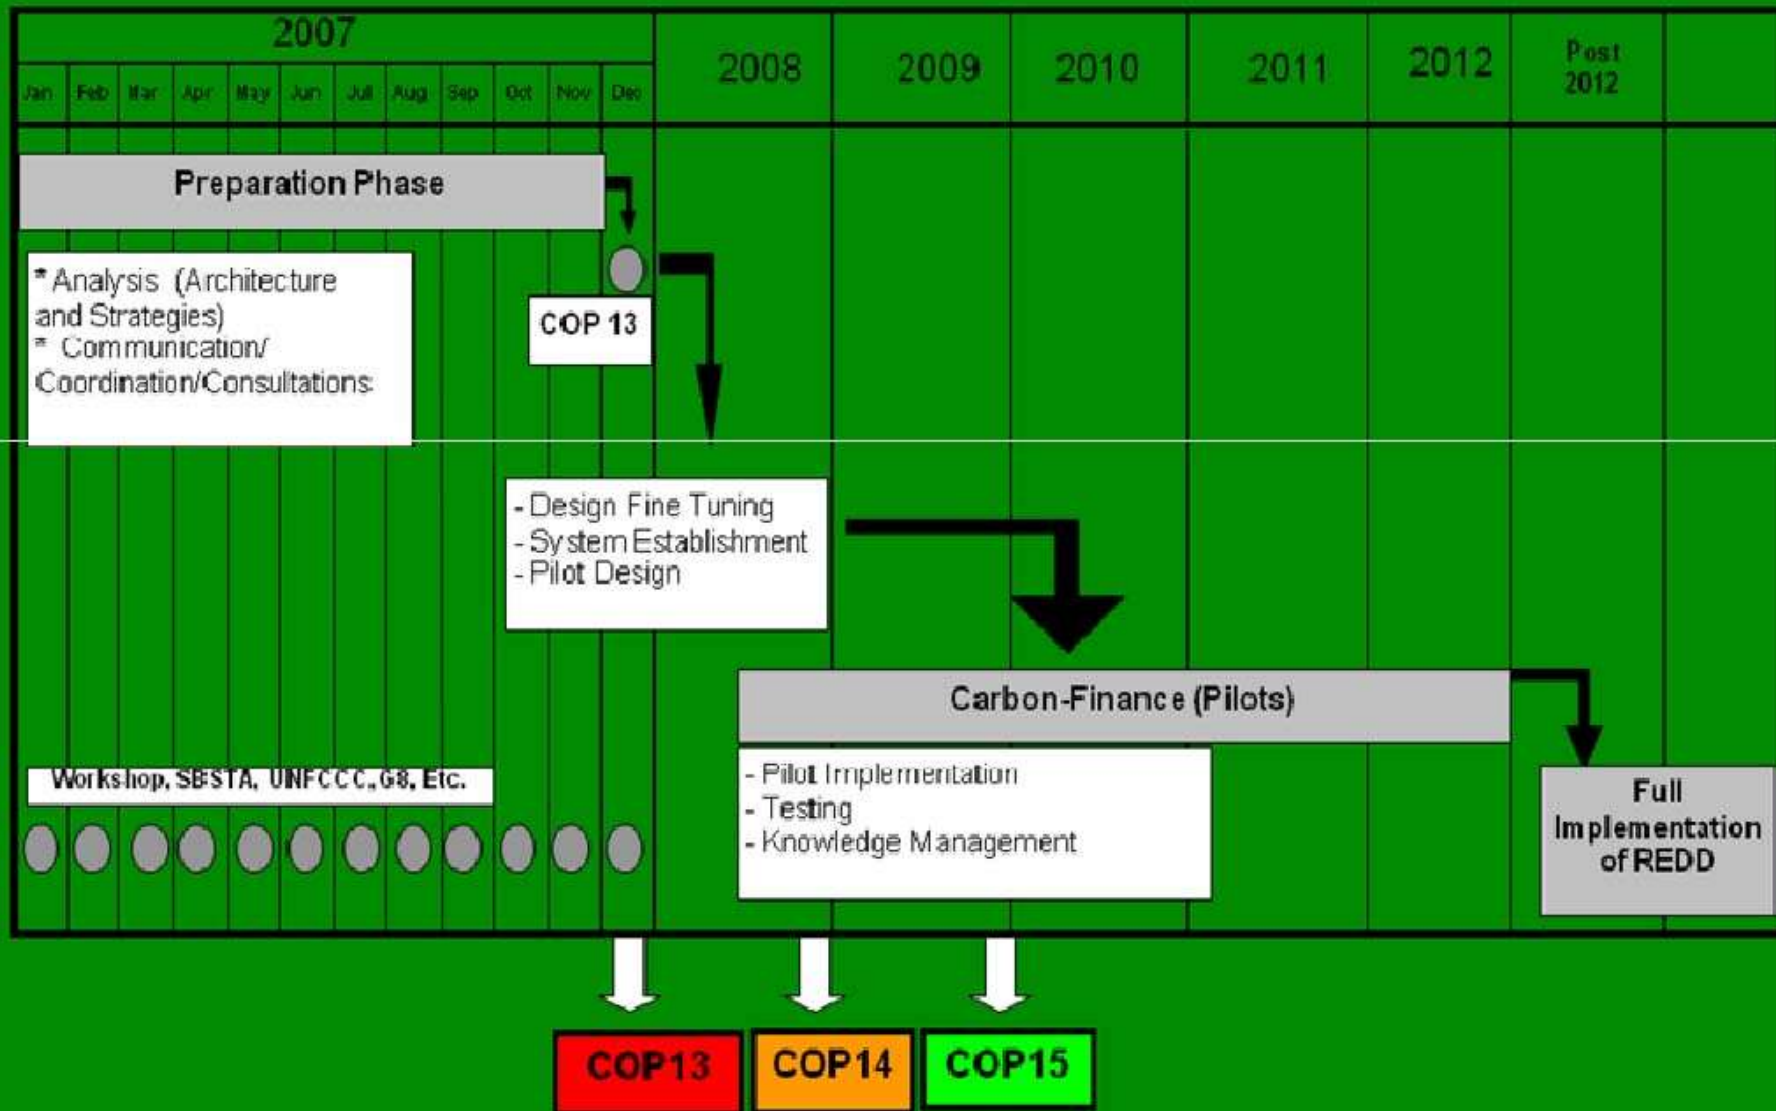 2007
2008
2009
2010
2011
2012
Post
2012
Jan Feb Mar Apr May Jun Jul Aug Sep Oct Nov Dec
Preparation Phase
* Analysis (Architecture
and Strategies)
* Communication/
Coordination/Consultations
COP 13
- Design Fine Tuning
- System Establishment
- Pilot Design
Carbon-Finance (Pilots)
- Pilot Implementation
- Testing
- Knowledge Management
Workshop, SBSTA, UNFCCC, G8, Etc.
Full
Implementation
of REDD
COP13
COP14
COP15